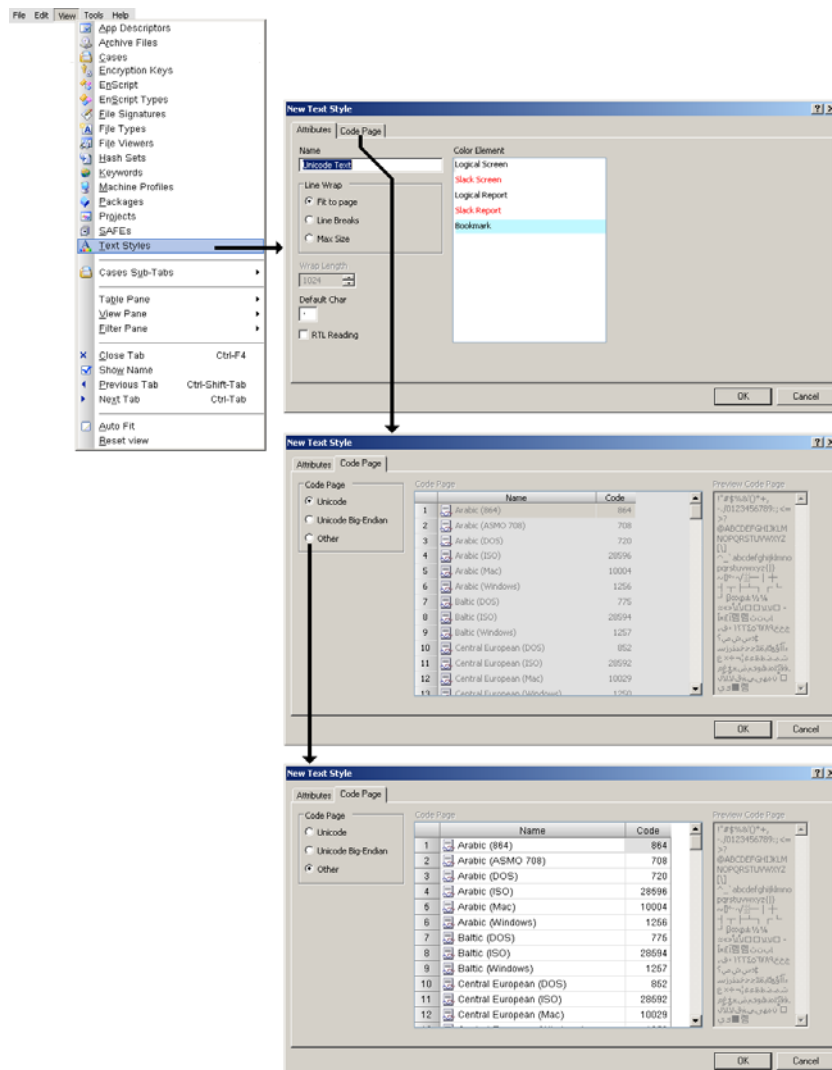 File Edit View Tools Help
App Descriptors
Archive Files
Cases
Encryption Keys
EnScript
EnScript Types
File Signatures
File Types
File Viewers
Hash Sets
Keywords
Machine Profiles
Packages
Projects
SAFEs
Text Styles
Cases Sub-Tabs
Table Pane
View Pane
Filter Pane
Close Tab Ctrl-F4
Show Name
Previous Tab Ctrl-Shift-Tab
Next Tab Ctrl-Tab
Auto Fit
Reset view
New Text Style
Attributes Code Page
Name Color Element
Unicode Text Logical Screen
Slack Screen
Line Wrap Logical Report
Fit to page Slack Report
Line Breaks Bookmark
Max Size
Wrap Length
1024
Default Char
RTL Reading
OK Cancel
New Text Style
Attributes Code Page
Code Page Code Page Preview Code Page
Unicode Name Code
Unicode Big-Endian
Other
1 Arabic (864) 864
2 Arabic (ASMO 708) 708
3 Arabic (DOS) 720
4 Arabic (ISO) 28596
5 Arabic (Mac) 10004
6 Arabic (Windows) 1256
7 Baltic (DOS) 775
8 Baltic (ISO) 28594
9 Baltic (Windows) 1257
10 Central European (DOS) 852
11 Central European (ISO) 28592
12 Central European (Mac) 10029
13 Central European (Windows) 1250
-./0123456789:;<=
>?
@ABCDEFGHIJKLM
NOPQRSTUVWXYZ
OK Cancel
New Text Style
Attributes Code Page
Code Page Code Page Preview Code Page
Unicode Name Code
Unicode Big-Endian
Other
1 Arabic (864) 864
2 Arabic (ASMO 708) 708
3 Arabic (DOS) 720
4 Arabic (ISO) 28596
5 Arabic (Mac) 10004
6 Arabic (Windows) 1256
7 Baltic (DOS) 775
8 Baltic (ISO) 28594
9 Baltic (Windows) 1257
10 Central European (DOS) 852
11 Central European (ISO) 28592
12 Central European (Mac) 10029
-./0123456789:;<=
>?
@ABCDEFGHIJKLM
NOPQRSTUVWXYZ
OK Cancel